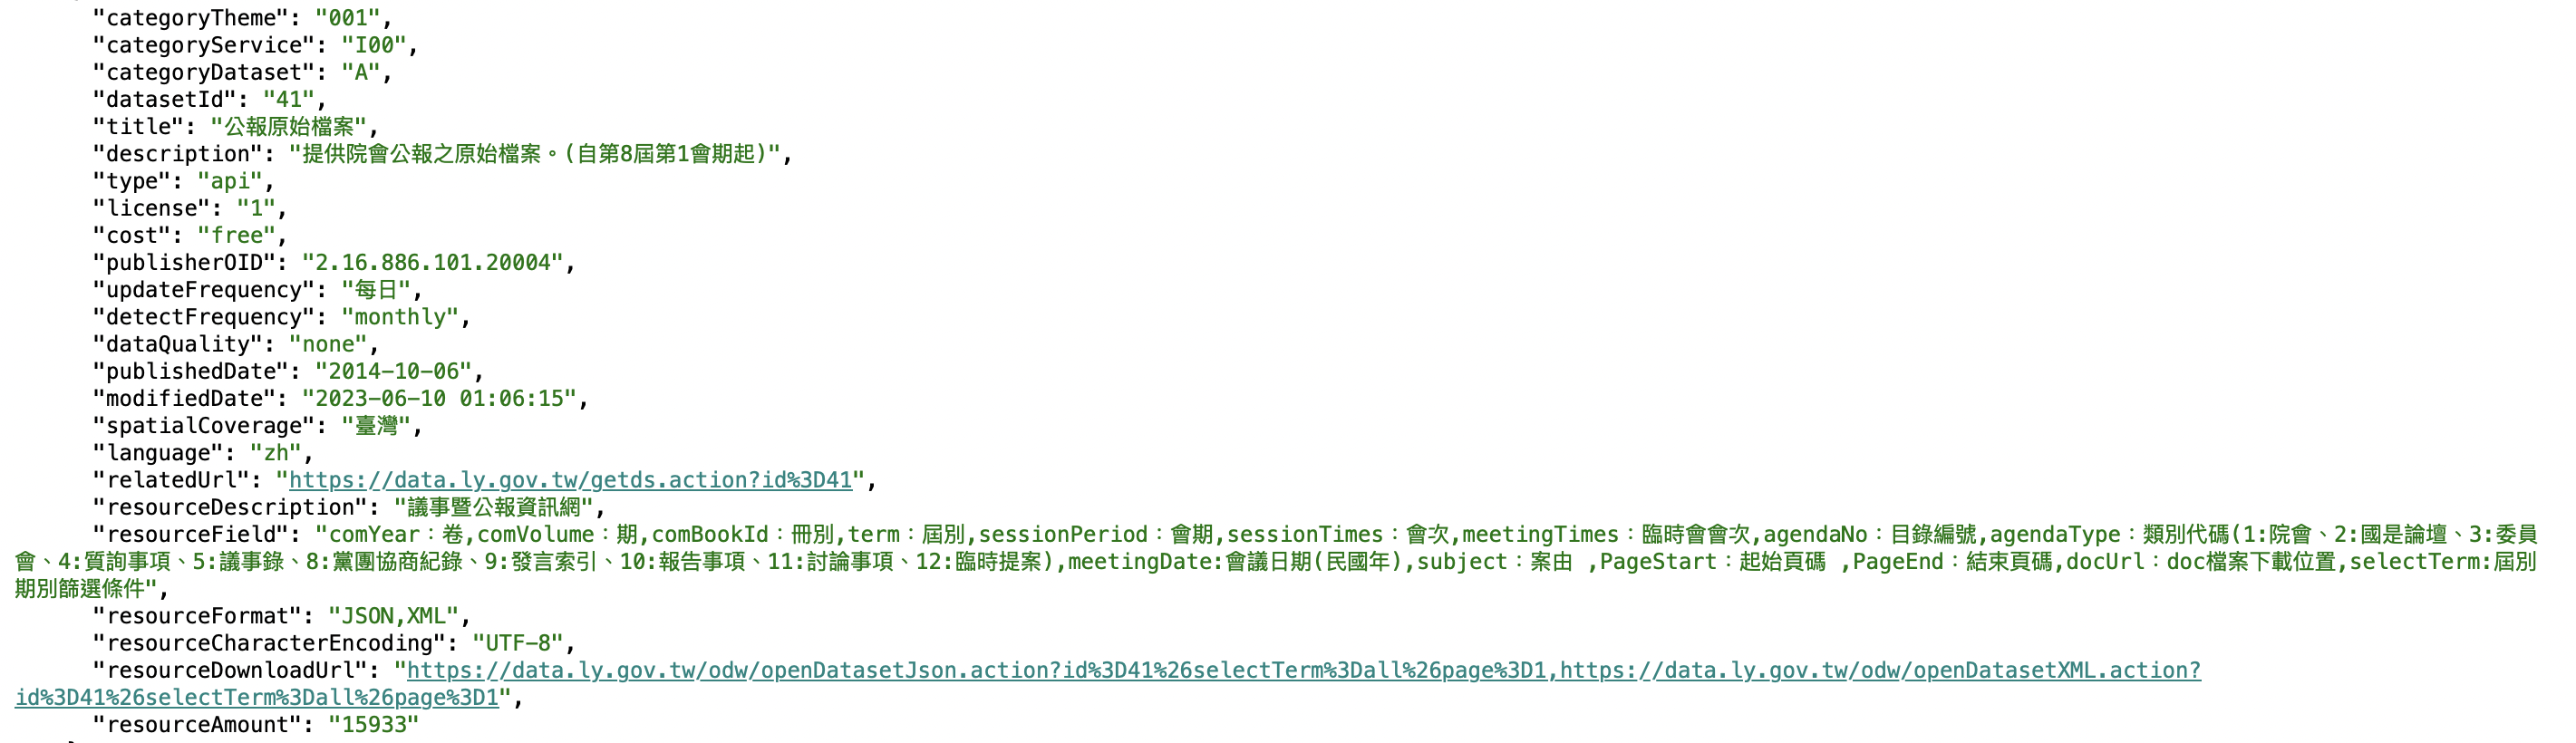 "categoryTheme": "001",
"categoryService": "I00",
"categoryDataset": "A",
"datasetId": "41",
"title": "公報原始檔案",
"description": "提供院會公報之原始檔案。(自第8屆第1會期起)",
"type": "api",
"license": "1",
"cost": "free",
"publisherOID": "2.16.886.101.20004",
"updateFrequency": "每日",
"detectFrequency": "monthly",
"dataQuality": "none",
"publishedDate": "2014-10-06",
"modifiedDate": "2023-06-10 01:06:15",
"spatialCoverage": "臺灣",
"language": "zh",
"relatedUrl": "https://data.ly.gov.tw/getds.action?id%3D41",
"resourceDescription": "議事暨公報資訊網",
"resourceField": "comYear：卷,comVolume：期,comBookId：冊別,term：屆別,sessionPeriod：會期,sessionTimes：會次,meetingTimes：臨時會會次,agendaNo：目錄編號,agendaType：類別代碼(1:院會、2:國是論壇、3:委員
會、4:質詢事項、5:議事錄、8:黨團協商紀錄、9:發言索引、10:報告事項、11:討論事項、12:臨時提案),meetingDate:會議日期(民國年),subject：案由 ,PageStart：起始頁碼 ,PageEnd：結束頁碼,docUrl：doc檔案下載位置,selectTerm:屆別
期別篩選條件",
"resourceFormat": "JSON,XML",
"resourceCharacterEncoding": "UTF-8",
"resourceDownloadUrl": "https://data.ly.gov.tw/odw/openDatasetJson.action?id%3D41%26selectTerm%3Dall%26page%3D1,https://data.ly.gov.tw/odw/openDatasetXML.action?
id%3D41%26selectTerm%3Dall%26page%3D1",
"resourceAmount": "15933"